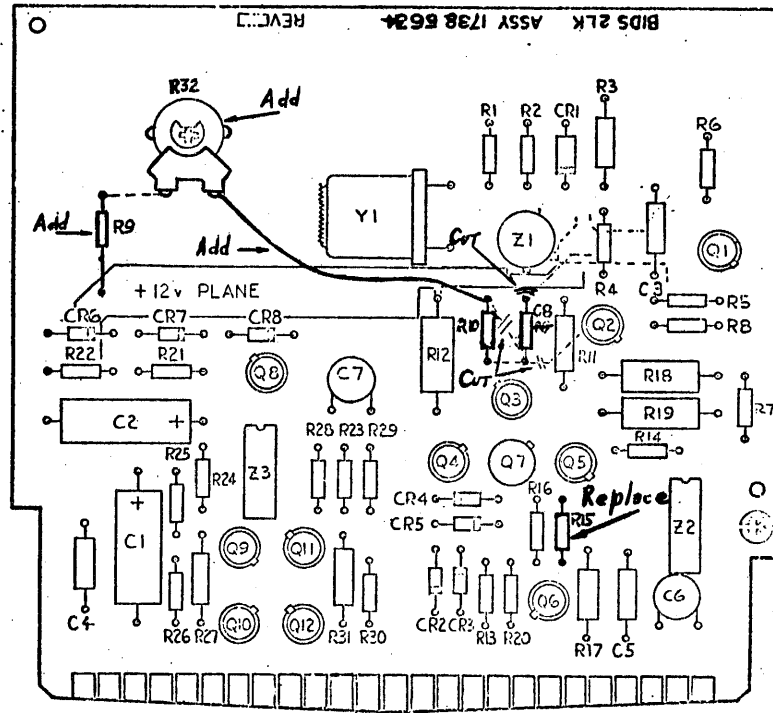 BIDS 2LK ASSY 1738 5634 REV
R32
Add
R1 R2 CR1 R3
R6
Add R9
Y1
Add
Cut
Z1
Q1
+12v PLANE
R4 C3
R5
CR6 CR7 CR8
R10 C8
R12 R11 Q2
R8
R22 R21
Q8
C7
Cut
Q3
R18
R19
R7
C2 +
R25
R24
Z3
R28 R23 R29
Q4 Q7 Q5
R14
R16
Replace
R15
CR4
CR5
Z2
+
C1
Q9 Q11
Q6
C6
C4
R26 R27
Q10 Q12
R31 R30
CR2 CR3 R13 R20
R17 C5